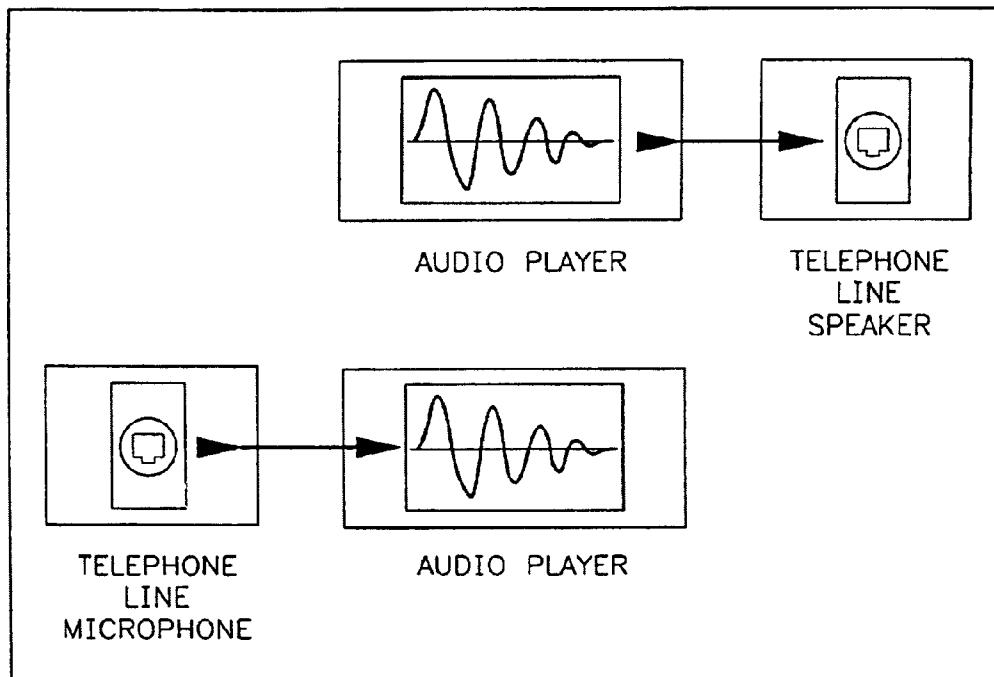 AUDIO PLAYER
TELEPHONE
LINE
SPEAKER
TELEPHONE
LINE
MICROPHONE
AUDIO PLAYER